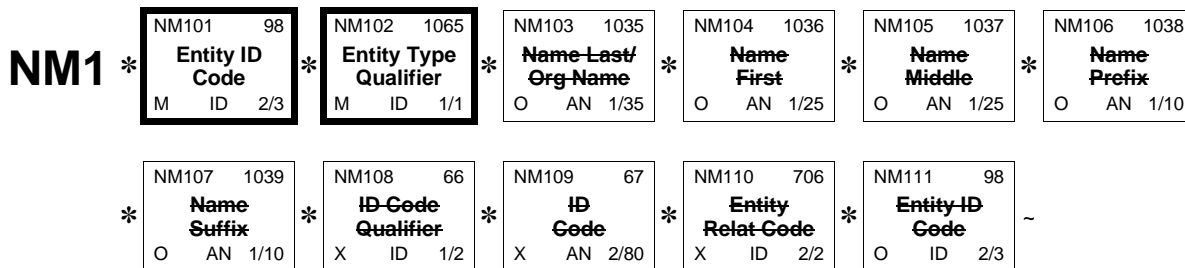 NM101 98 NM102 1065 NM103 1035 NM104 1036 NM105 1037 NM106 1038
NM1 * Entity ID Code * Entity Type Qualifier * Name Last/ Org Name * Name First * Name Middle * Name Prefix
M ID 2/3 M ID 1/1 O AN 1/35 O AN 1/25 O AN 1/25 O AN 1/10
NM107 1039 NM108 66 NM109 67 NM110 706 NM111 98
* Name Suffix * ID Code Qualifier * ID Code * Entity Relat Code * Entity ID Code ~
O AN 1/10 X ID 1/2 X AN 2/80 X ID 2/2 O ID 2/3